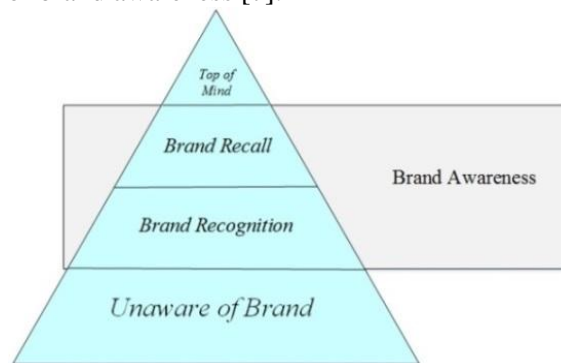 Top of
Mind
Brand Recall
Brand Awareness
Brand Recognition
Unaware of Brand